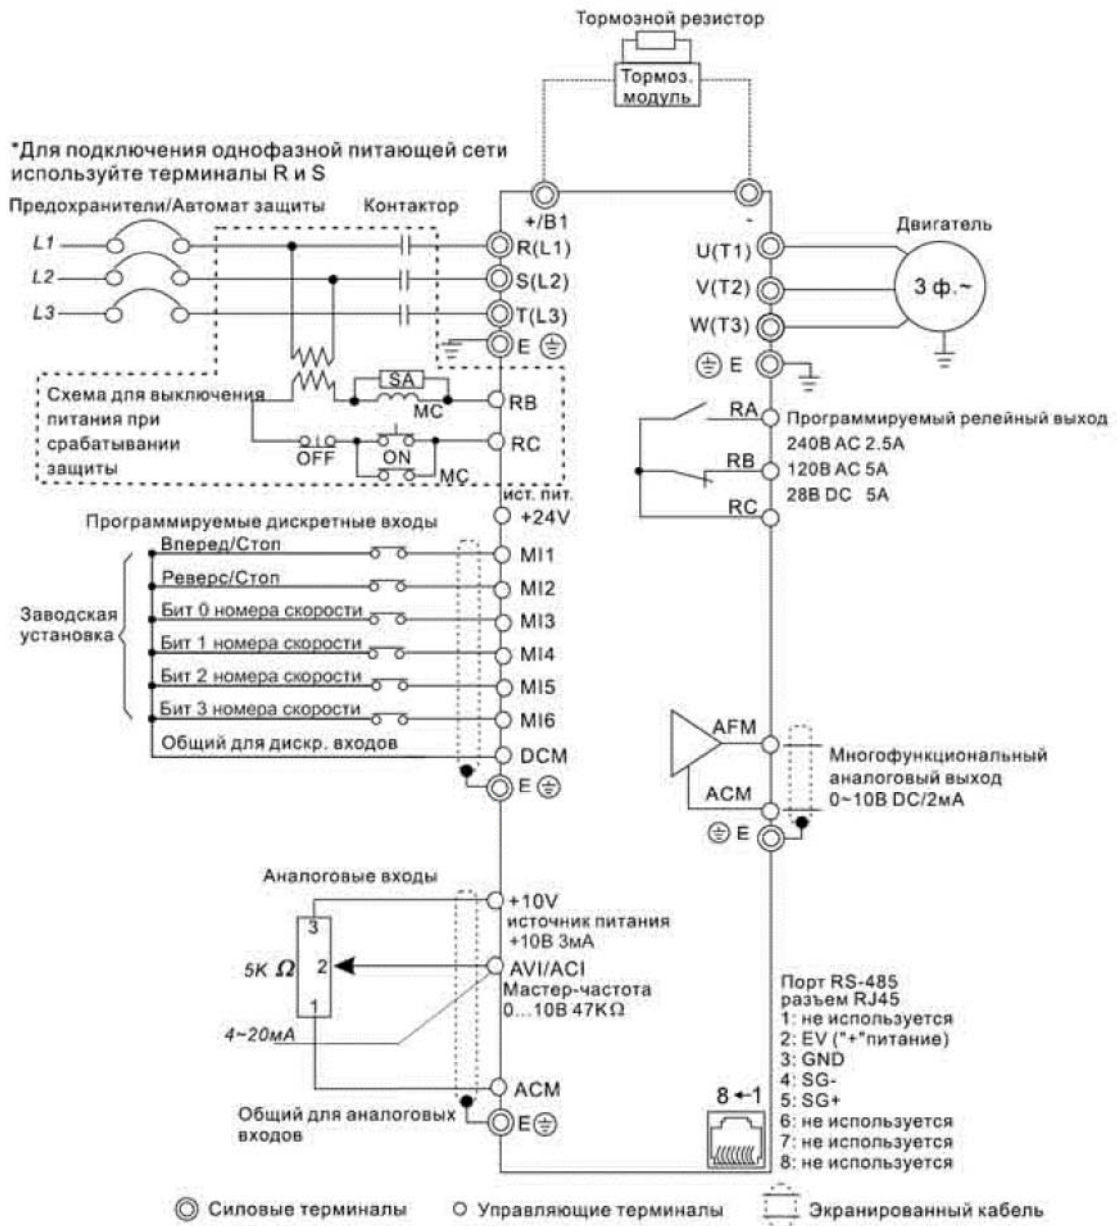 Тормозной резистор
Тормоз.
модуль
*Для подключения однофазной питающей сети
используйте терминалы R и S
Предохранители/Автомат защиты
Контактор
+/B1
-
L1
R(L1)
L2
S(L2)
L3
T(L3)
E
U(T1)
V(T2)
W(T3)
E
Двигатель
3 ф.~
Схема для выключения
питания при
срабатывании
защиты
SA
MC
RB
OFF
ON
MC
RC
RA
RB
RC
Программируемый релейный выход
240В AC 2.5A
120В AC 5A
28В DC 5A
ист. пит.
+24V
Программируемые дискретные входы
Заводская
установка
Вперед/Стоп
MI1
Реверс/Стоп
MI2
Бит 0 номера скорости
MI3
Бит 1 номера скорости
MI4
Бит 2 номера скорости
MI5
Бит 3 номера скорости
MI6
Общий для дискр. входов
DCM
E
AFM
ACM
E
Многофункциональный
аналоговый выход
0~10В DC/2мА
Аналоговые входы
+10V
источник питания
+10В 3мА
3
5K Ω
2
1
AVI/ACI
Мастер-частота
0...10В 47KΩ
4~20мА
ACM
Общий для аналоговых
входов
E
Порт RS-485
разъем RJ45
1: не используется
2: EV ("+"питание)
3: GND
4: SG-
5: SG+
6: не используется
7: не используется
8: не используется
8←1
Силовые терминалы
Управляющие терминалы
Экранированный кабель